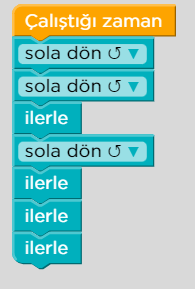 Çalıştığı zaman
sola dön ↺ ▼
sola dön ↺ ▼
ilerle
sola dön ↺ ▼
ilerle
ilerle
ilerle